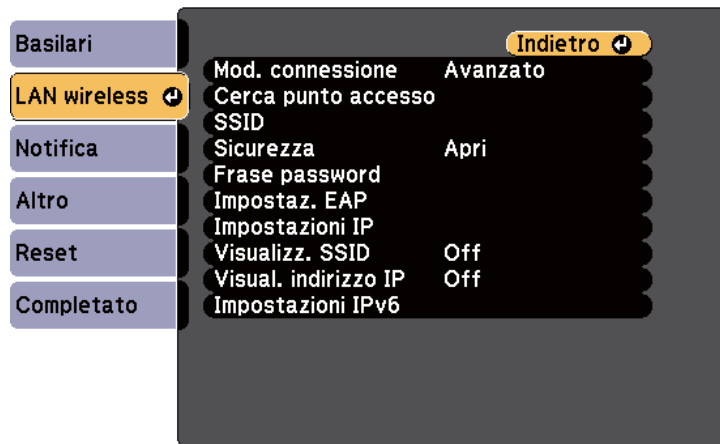 Basilari
LAN wireless
Notifica
Altro
Reset
Completato
Indietro
Mod. connessione Avanzato
Cerca punto accesso
SSID
Sicurezza Apri
Frase password
Impostaz. EAP
Impostazioni IP
Visualizz. SSID Off
Visual. indirizzo IP Off
Impostazioni IPv6